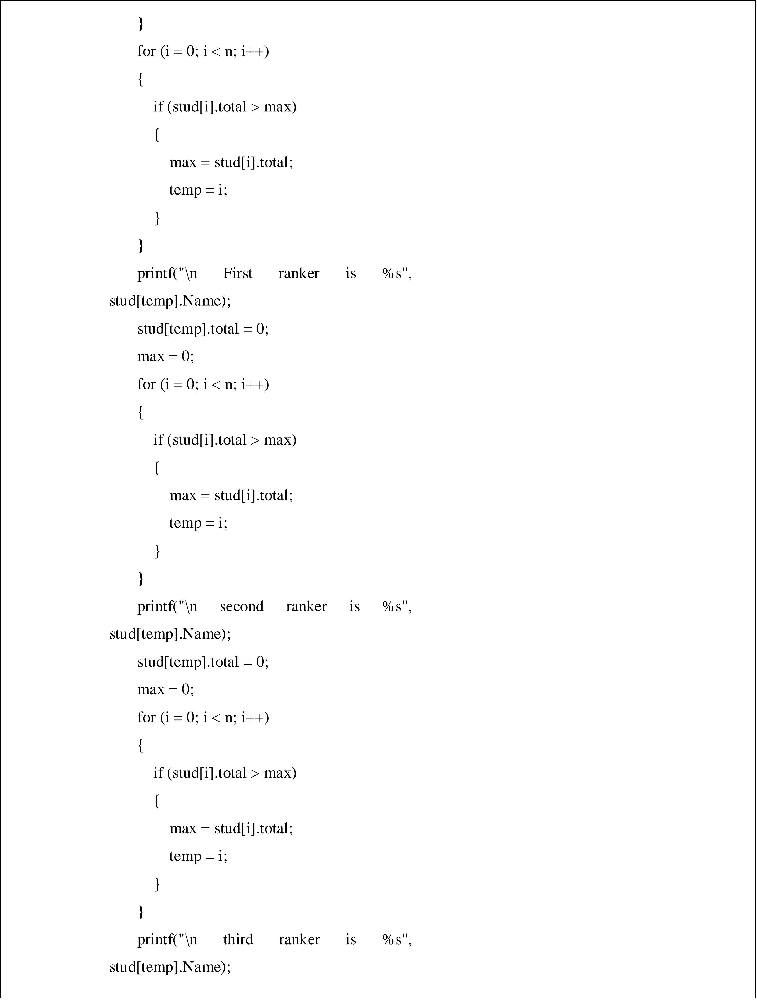 }
for (i = 0; i < n; i++)
{
if (stud[i].total > max)
{
max = stud[i].total;
temp = i;
}
}
printf("\n First ranker is %s",
stud[temp].Name);
stud[temp].total = 0;
max = 0;
for (i = 0; i < n; i++)
{
if (stud[i].total > max)
{
max = stud[i].total;
temp = i;
}
}
printf("\n second ranker is %s",
stud[temp].Name);
stud[temp].total = 0;
max = 0;
for (i = 0; i < n; i++)
{
if (stud[i].total > max)
{
max = stud[i].total;
temp = i;
}
}
printf("\n third ranker is %s",
stud[temp].Name);